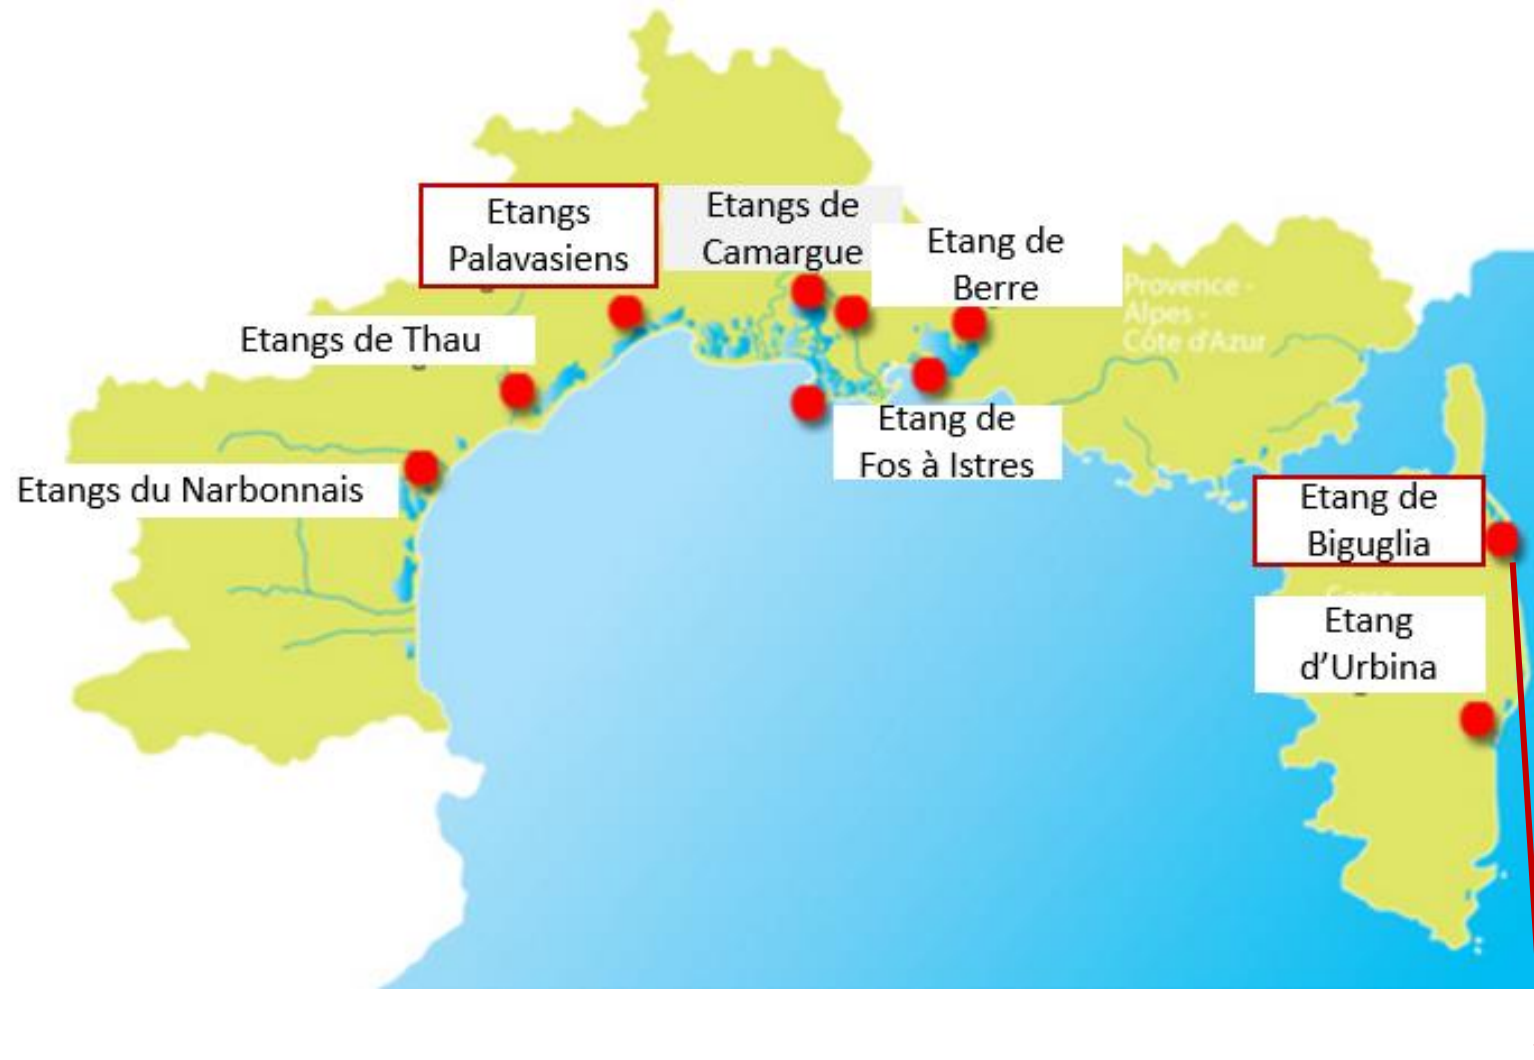 Etangs
Palavasiens
Etangs de
Camargue
Etang de
Berre
Provence -
Alpes -
Côte d'Azur
Etangs de Thau
Etang de
Fos à Istres
Etangs du Narbonnais
Etang de
Biguglia
Etang
d’Urbina